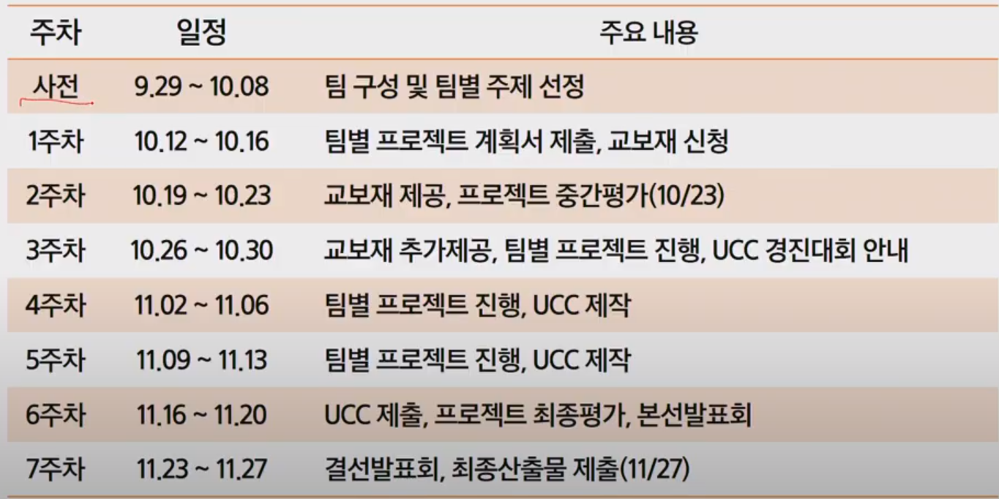 주차 일정 주요 내용
사전 9.29 ~ 10.08 팀 구성 및 팀별 주제 선정
1주차 10.12 ~ 10.16 팀별 프로젝트 계획서 제출, 교보재 신청
2주차 10.19 ~ 10.23 교보재 제공, 프로젝트 중간평가(10/23)
3주차 10.26 ~ 10.30 교보재 추가제공, 팀별 프로젝트 진행, UCC 경진대회 안내
4주차 11.02 ~ 11.06 팀별 프로젝트 진행, UCC 제작
5주차 11.09 ~ 11.13 팀별 프로젝트 진행, UCC 제작
6주차 11.16 ~ 11.20 UCC 제출, 프로젝트 최종평가, 본선발표회
7주차 11.23 ~ 11.27 결선발표회, 최종산출물 제출(11/27)